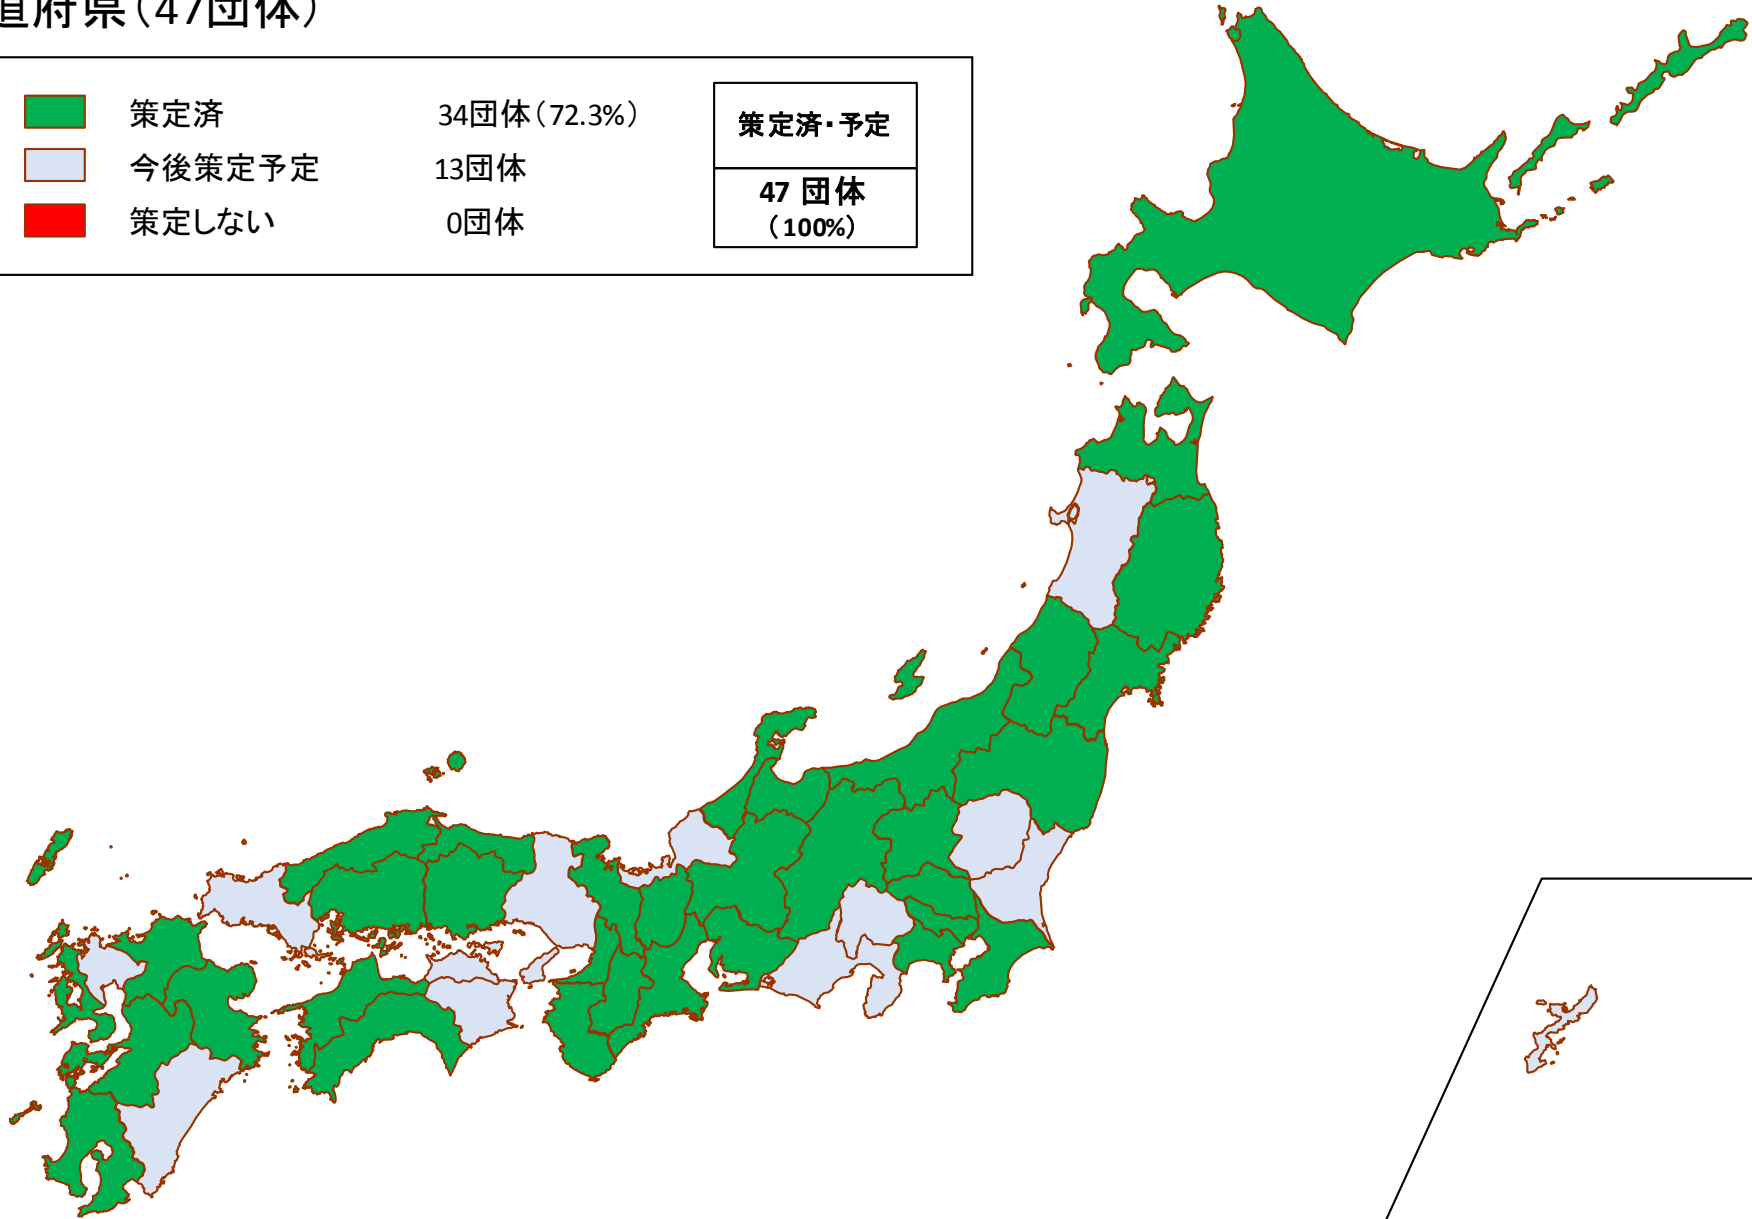 道府県（47団体）
策定済 34団体（72.3%）
今後策定予定 13団体
策定しない 0団体
策定済・予定
47 団体
（100%）